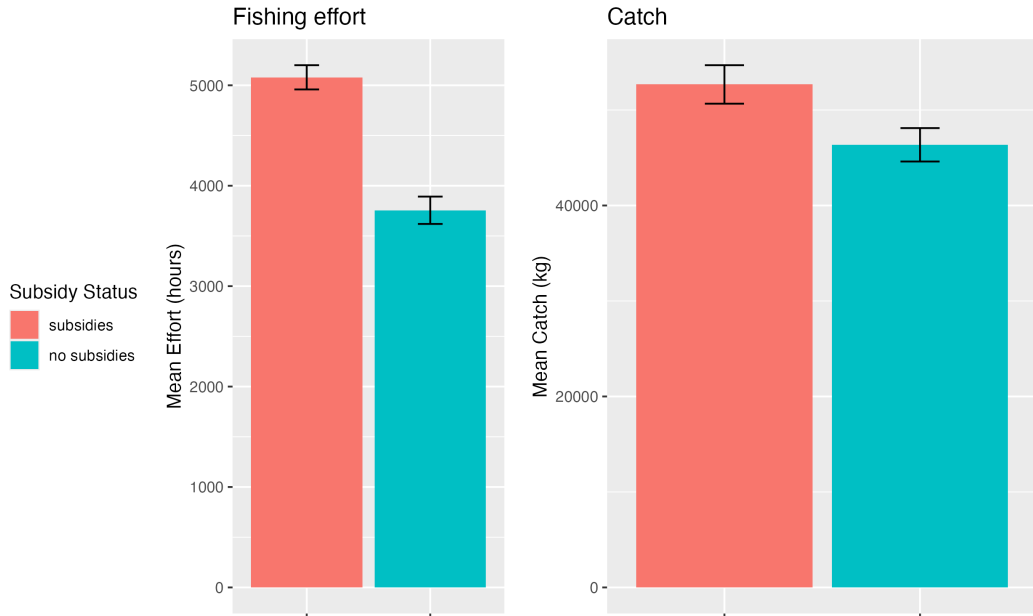 Fishing effort
Catch
Subsidy Status
subsidies
no subsidies
Mean Effort (hours)
5000
4000
3000
2000
1000
0
Mean Catch (kg)
40000
20000
0